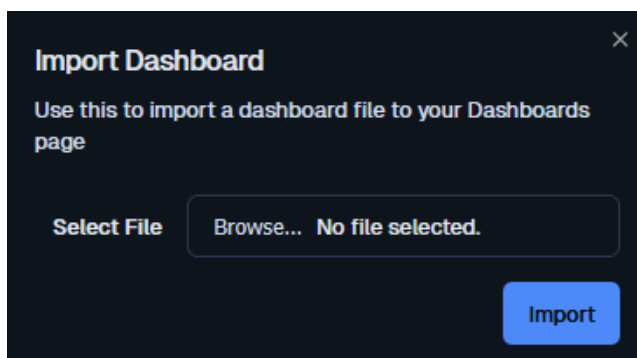 Import Dashboard
Use this to import a dashboard file to your Dashboards
page
Select File Browse... No file selected.
Import